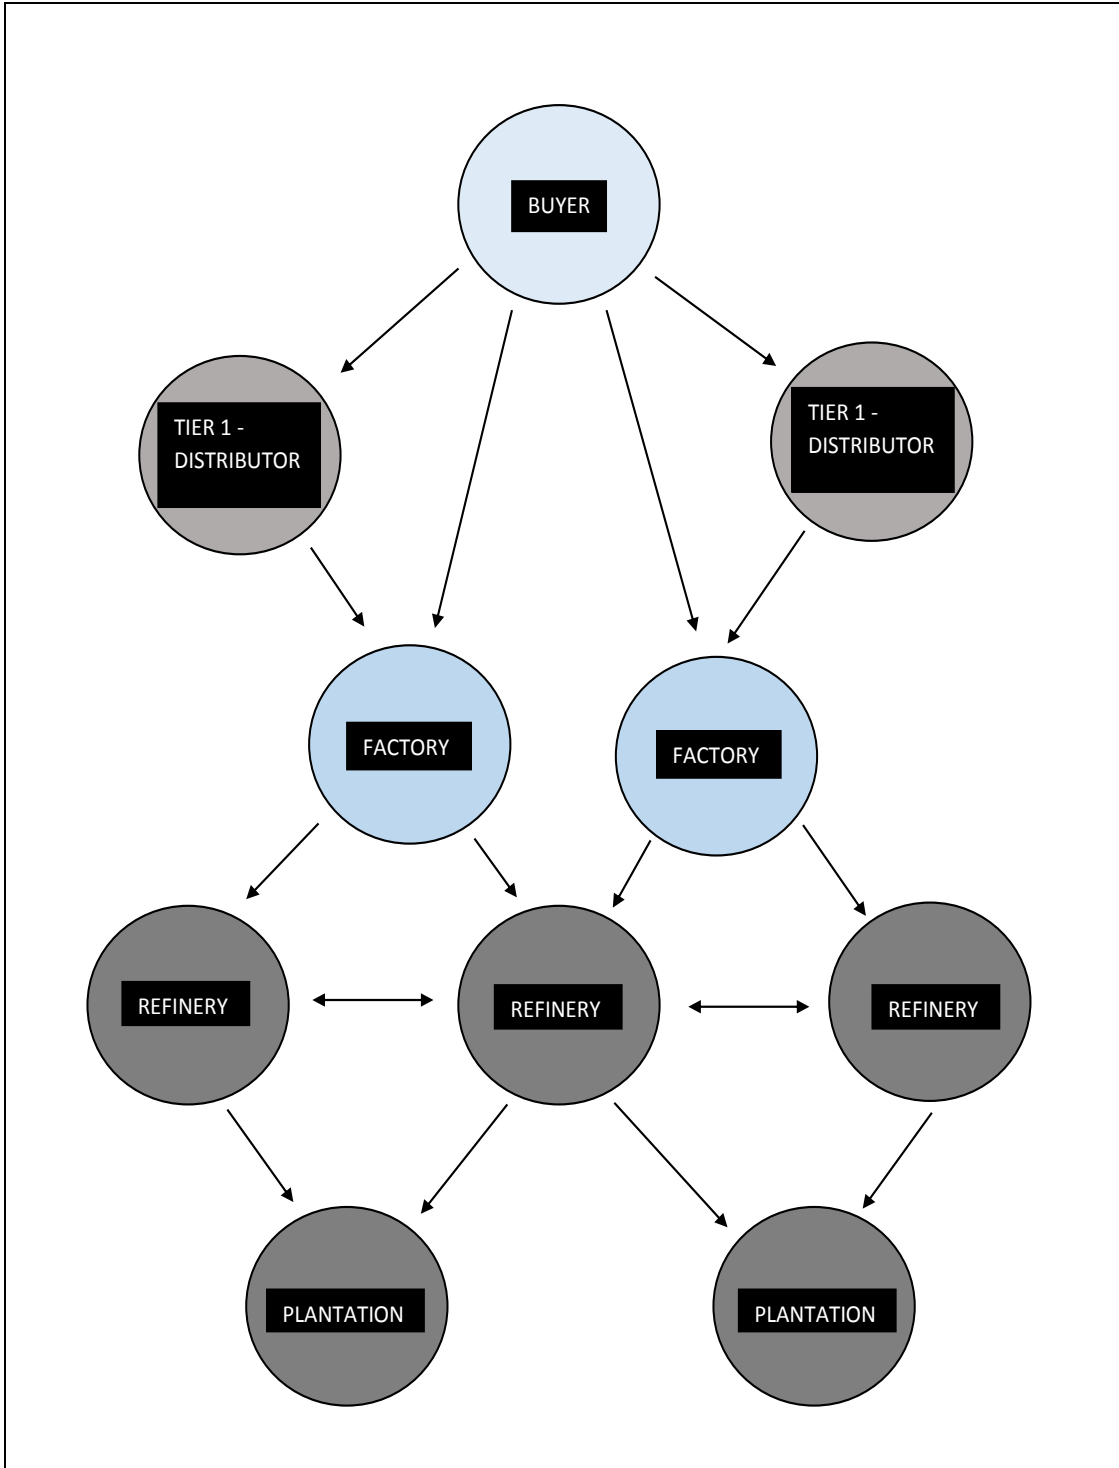 BUYER
TIER 1 -
DISTRIBUTOR
TIER 1 -
DISTRIBUTOR
FACTORY
FACTORY
REFINERY
REFINERY
REFINERY
PLANTATION
PLANTATION